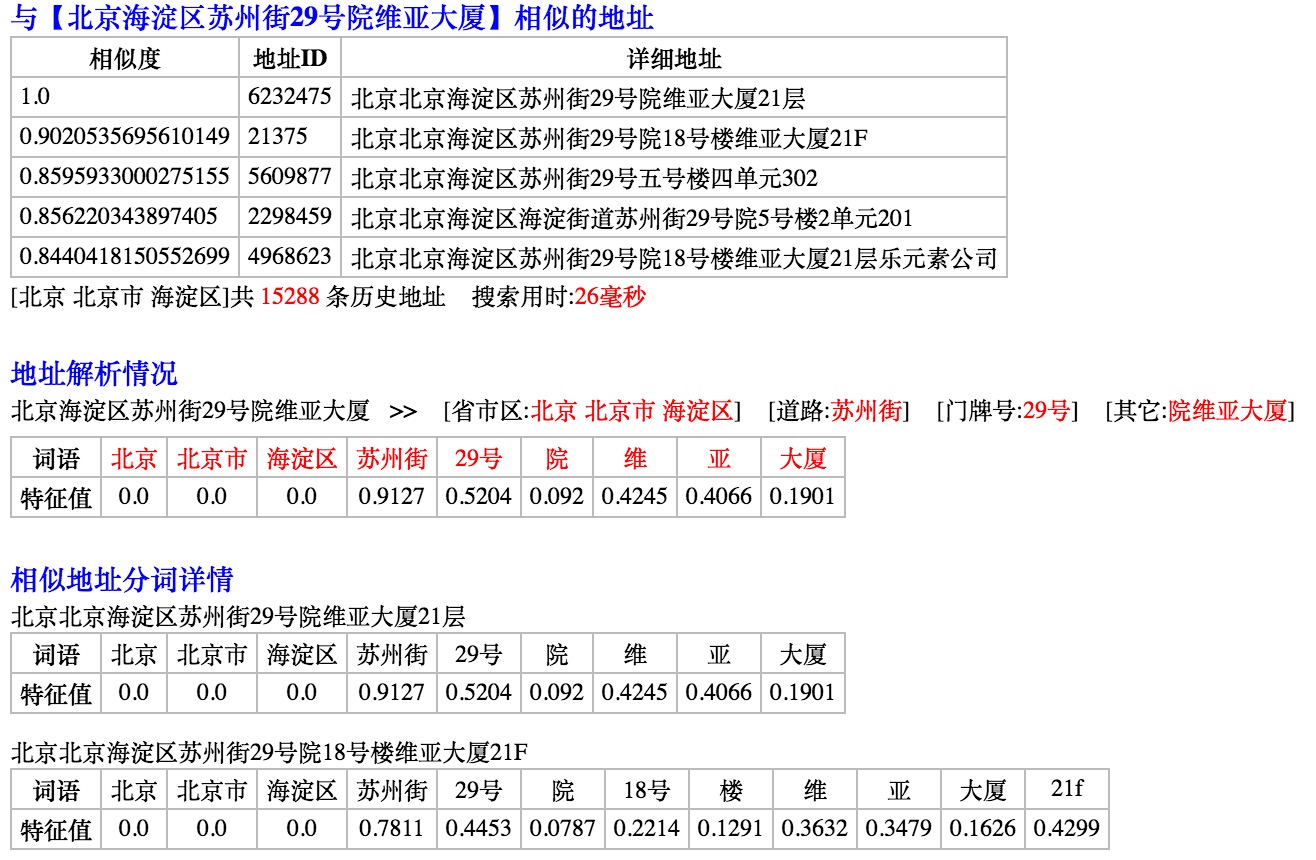 与【北京海淀区苏州街29号院维亚大厦】相似的地址
相似度 地址ID 详细地址
1.0 6232475 北京北京海淀区苏州街29号院维亚大厦21层
0.9020535695610149 21375 北京北京海淀区苏州街29号院18号楼维亚大厦21F
0.8595933000275155 5609877 北京北京海淀区苏州街29号五号楼四单元302
0.856220343897405 2298459 北京北京海淀区海淀街道苏州街29号院5号楼2单元201
0.8440418150552699 4968623 北京北京海淀区苏州街29号院18号楼维亚大厦21层乐元素公司
[北京 北京市 海淀区]共 15288 条历史地址 搜索用时:26毫秒
地址解析情况
北京海淀区苏州街29号院维亚大厦 >> [省市区:北京 北京市 海淀区] [道路:苏州街] [门牌号:29号] [其它:院维亚大厦]
词语 北京 北京市 海淀区 苏州街 29号 院 维 亚 大厦
特征值 0.0 0.0 0.0 0.9127 0.5204 0.092 0.4245 0.4066 0.1901
相似地址分词详情
北京北京海淀区苏州街29号院维亚大厦21层
词语 北京 北京市 海淀区 苏州街 29号 院 维 亚 大厦
特征值 0.0 0.0 0.0 0.9127 0.5204 0.092 0.4245 0.4066 0.1901
北京北京海淀区苏州街29号院18号楼维亚大厦21F
词语 北京 北京市 海淀区 苏州街 29号 院 18号 楼 维 亚 大厦 21f
特征值 0.0 0.0 0.0 0.7811 0.4453 0.0787 0.2214 0.1291 0.3632 0.3479 0.1626 0.4299